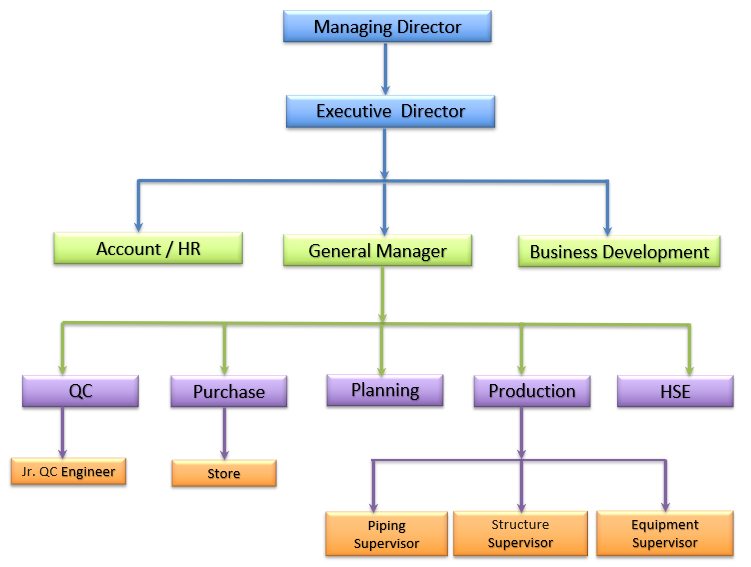 Managing Director
Executive Director
Account / HR
General Manager
Business Development
QC
Purchase
Planning
Production
HSE
Jr. QC Engineer
Store
Piping
Supervisor
Structure
Supervisor
Equipment
Supervisor